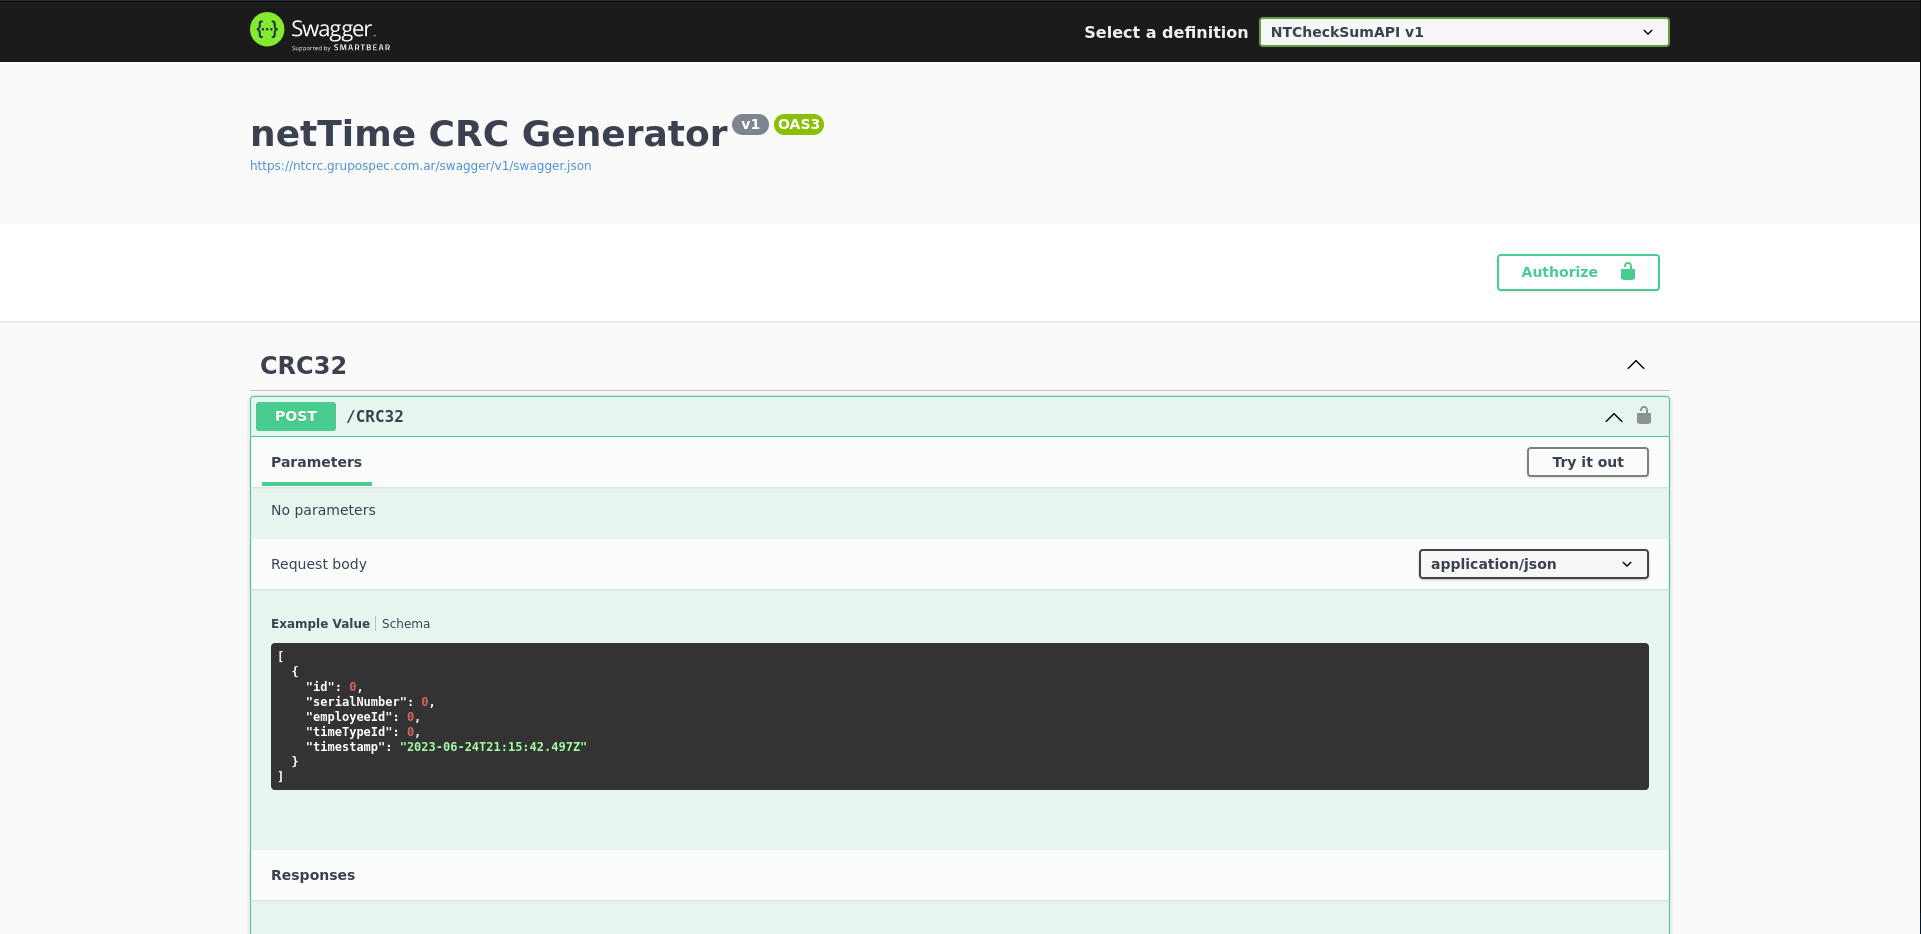 Swagger.
Supported by SMARTBEAR
Select a definition
NTCheckSumAPI v1
netTime CRC Generator v1 OAS3
https://ntcrc.grupospec.com.ar/swagger/v1/swagger.json
Authorize
CRC32
POST /CRC32
Parameters
Try it out
No parameters
Request body
application/json
Example Value | Schema
[
  {
    "id": 0,
    "serialNumber": 0,
    "employeeId": 0,
    "timeTypeId": 0,
    "timestamp": "2023-06-24T21:15:42.497Z"
  }
]
Responses